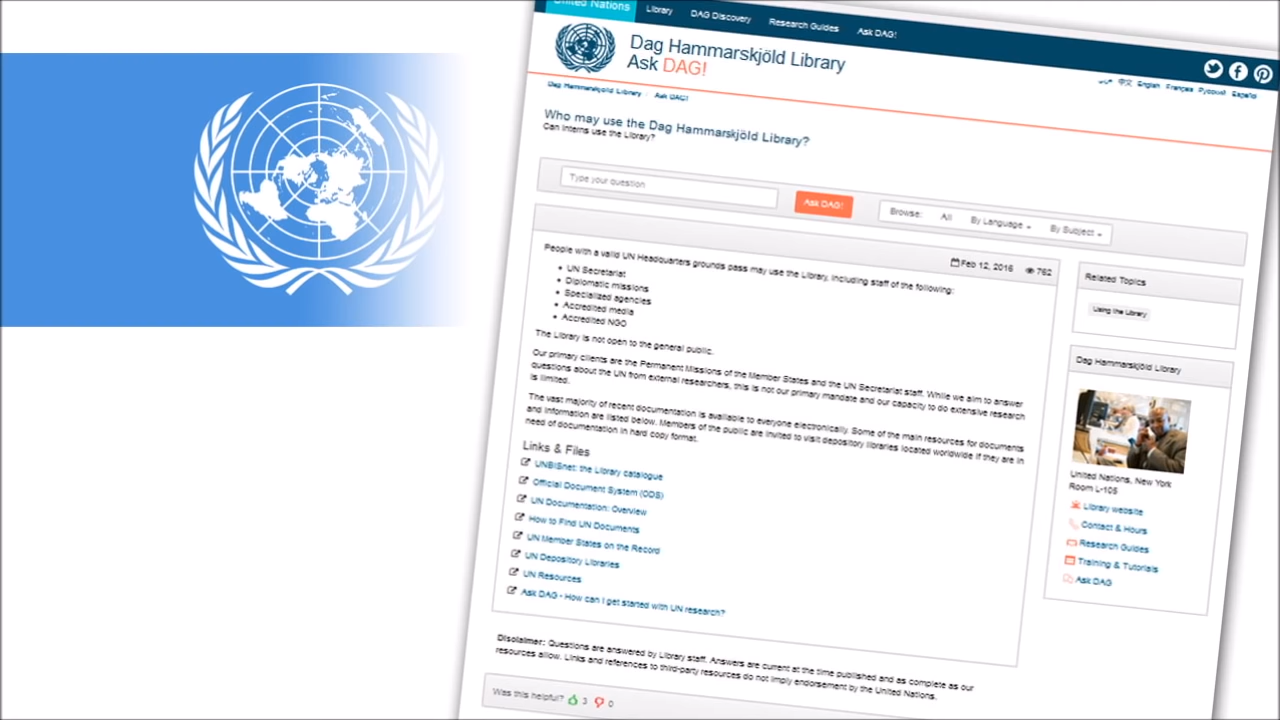 United Nations Library DAG Discovery Research Guides Ask DAG!
Dag Hammarskjöld Library
Ask DAG!
中文 English Français Русский Español
Dag Hammarskjöld Library Ask DAG!
Who may use the Dag Hammarskjöld Library?
Can interns use the Library?
Type your question
Ask DAG!
Browse: All By Language By Subject
Feb 12, 2016 762
People with a valid UN Headquarters grounds pass may use the Library, including staff of the following:
UN Secretariat
Diplomatic missions
Specialized agencies
Accredited media
Accredited NGO
The Library is not open to the general public.
Our primary clients are the Permanent Missions of the Member States and the UN Secretariat staff. While we aim to answer
questions about the UN from external researchers, this is not our primary mandate and our capacity to do extensive research
is limited.
The vast majority of recent documentation is available to everyone electronically. Some of the main resources for documents
and information are listed below. Members of the public are invited to visit depository libraries located worldwide if they are in
need of documentation in hard copy format.
Links & Files
UNBISnet: the Library catalogue
Official Document System (ODS)
UN Documentation: Overview
How to Find UN Documents
UN Member States on the Record
UN Depository Libraries
UN Resources
Ask DAG - How can I get started with UN research?
Disclaimer: Questions are answered by Library staff. Answers are current at the time published and as complete as our
resources allow. Links and references to third-party resources do not imply endorsement by the United Nations.
Was this helpful? 3 0
Related Topics
Using the Library
Dag Hammarskjöld Library
United Nations, New York
Room L-105
Library website
Contact & Hours
Research Guides
Training & Tutorials
Ask DAG